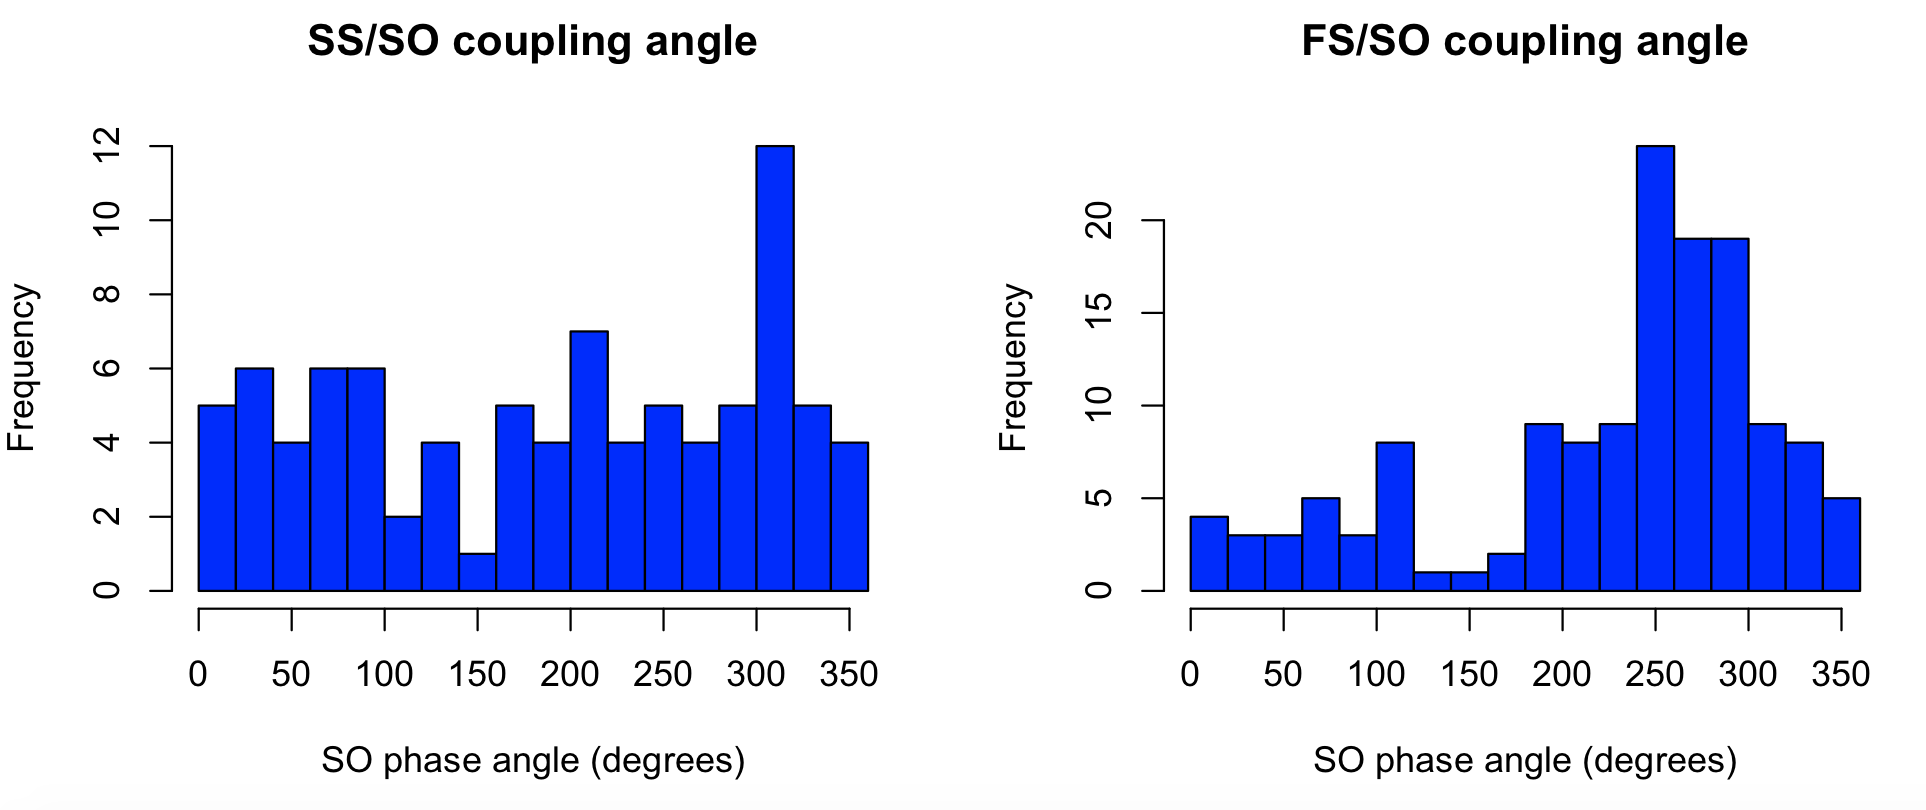 SS/SO coupling angle
Frequency
12
10
8
6
4
2
0
0 50 100 150 200 250 300 350
SO phase angle (degrees)
FS/SO coupling angle
Frequency
20
15
10
5
0
0 50 100 150 200 250 300 350
SO phase angle (degrees)